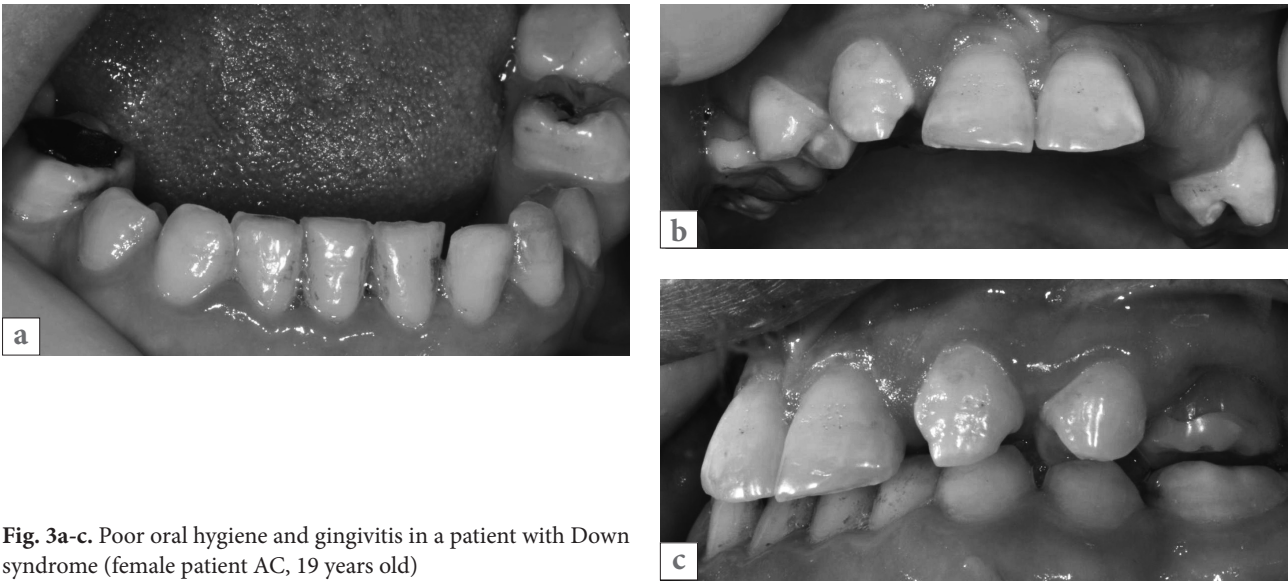 a
b
c
Fig. 3a-c. Poor oral hygiene and gingivitis in a patient with Down
syndrome (female patient AC, 19 years old)